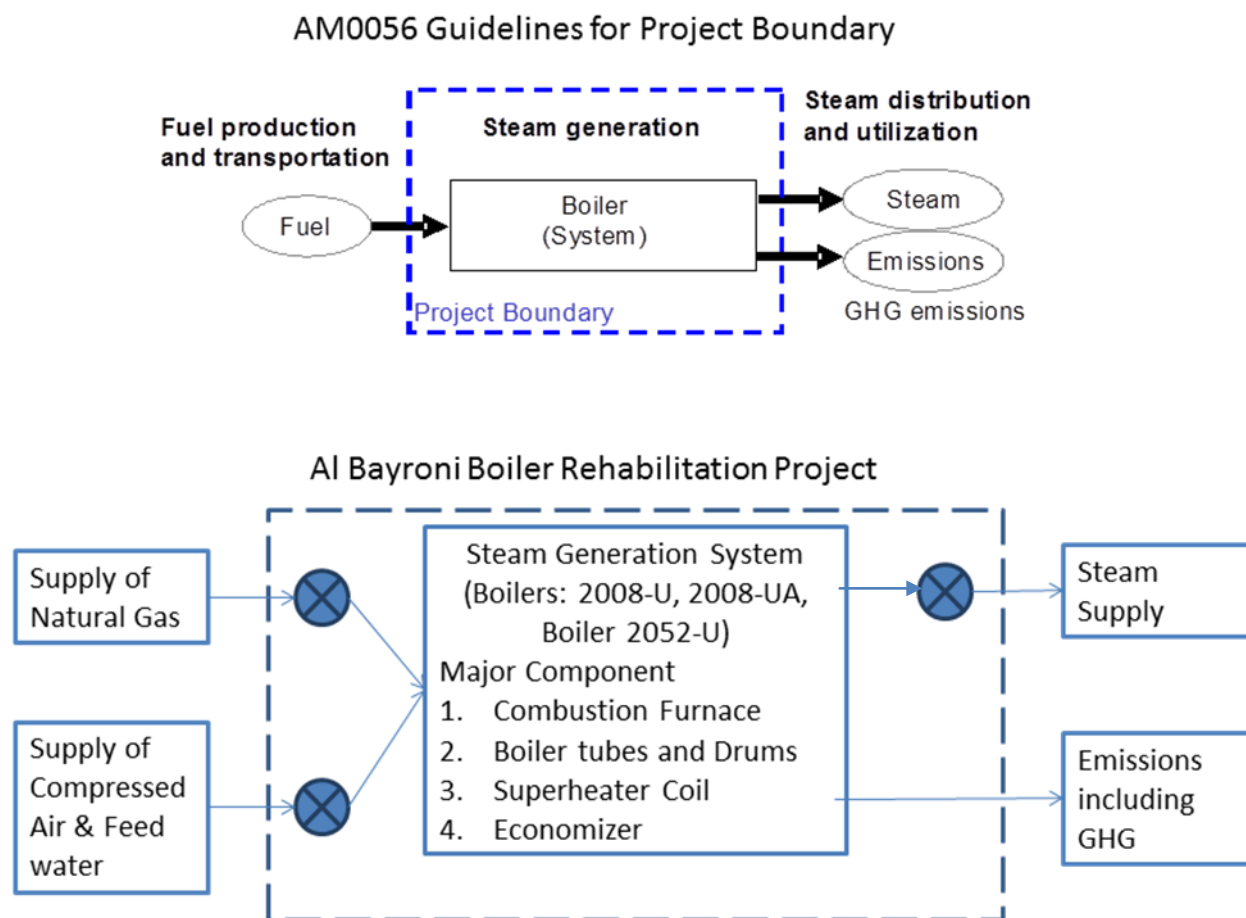 AM0056 Guidelines for Project Boundary
Fuel production
and transportation
Steam generation
Steam distribution
and utilization
Fuel
Boiler
(System)
Steam
Emissions
Project Boundary
GHG emissions
Al Bayroni Boiler Rehabilitation Project
Supply of
Natural Gas
Supply of
Compressed
Air & Feed
water
Steam Generation System
(Boilers: 2008-U, 2008-UA,
Boiler 2052-U)
Major Component
1. Combustion Furnace
2. Boiler tubes and Drums
3. Superheater Coil
4. Economizer
Steam
Supply
Emissions
including
GHG